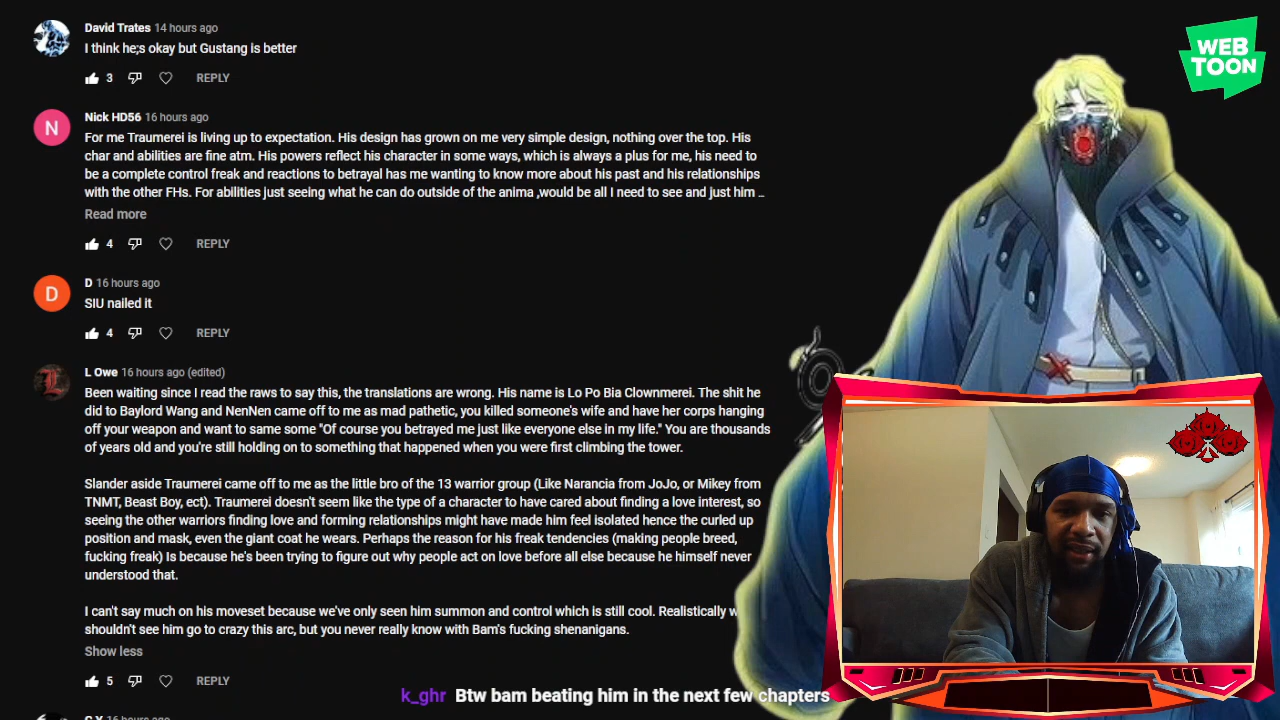 David Trates 14 hours ago
I think he;s okay but Gustang is better
3 REPLY
WEB
TOON
N
Nick HD56 16 hours ago
For me Traumerei is living up to expectation. His design has grown on me very simple design, nothing over the top. His
char and abilities are fine atm. His powers reflect his character in some ways, which is always a plus for me, his need to
be a complete control freak and reactions to betrayal has me wanting to know more about his past and his relationships
with the other FHs. For abilities just seeing what he can do outside of the anima ,would be all I need to see and just him ...
Read more
4 REPLY
D
D 16 hours ago
SIU nailed it
4 REPLY
L Owe 16 hours ago (edited)
Been waiting since I read the raws to say this, the translations are wrong. His name is Lo Po Bia Clownmerei. The shit he
did to Baylord Wang and NenNen came off to me as mad pathetic, you killed someone's wife and have her corps hanging
off your weapon and want to same some "Of course you betrayed me just like everyone else in my life." You are thousands
of years old and you're still holding on to something that happened when you were first climbing the tower.
Slander aside Traumerei came off to me as the little bro of the 13 warrior group (Like Narancia from JoJo, or Mikey from
TNMT, Beast Boy, ect). Traumerei doesn't seem like the type of a character to have cared about finding a love interest, so
seeing the other warriors finding love and forming relationships might have made him feel isolated hence the curled up
position and mask, even the giant coat he wears. Perhaps the reason for his freak tendencies (making people breed,
fucking freak) Is because he's been trying to figure out why people act on love before all else because he himself never
understood that.
I can't say much on his moveset because we've only seen him summon and control which is still cool. Realistically w
shouldn't see him go to crazy this arc, but you never really know with Bam's fucking shenanigans.
Show less
5 REPLY
k_ghr Btw bam beating him in the next few chapters